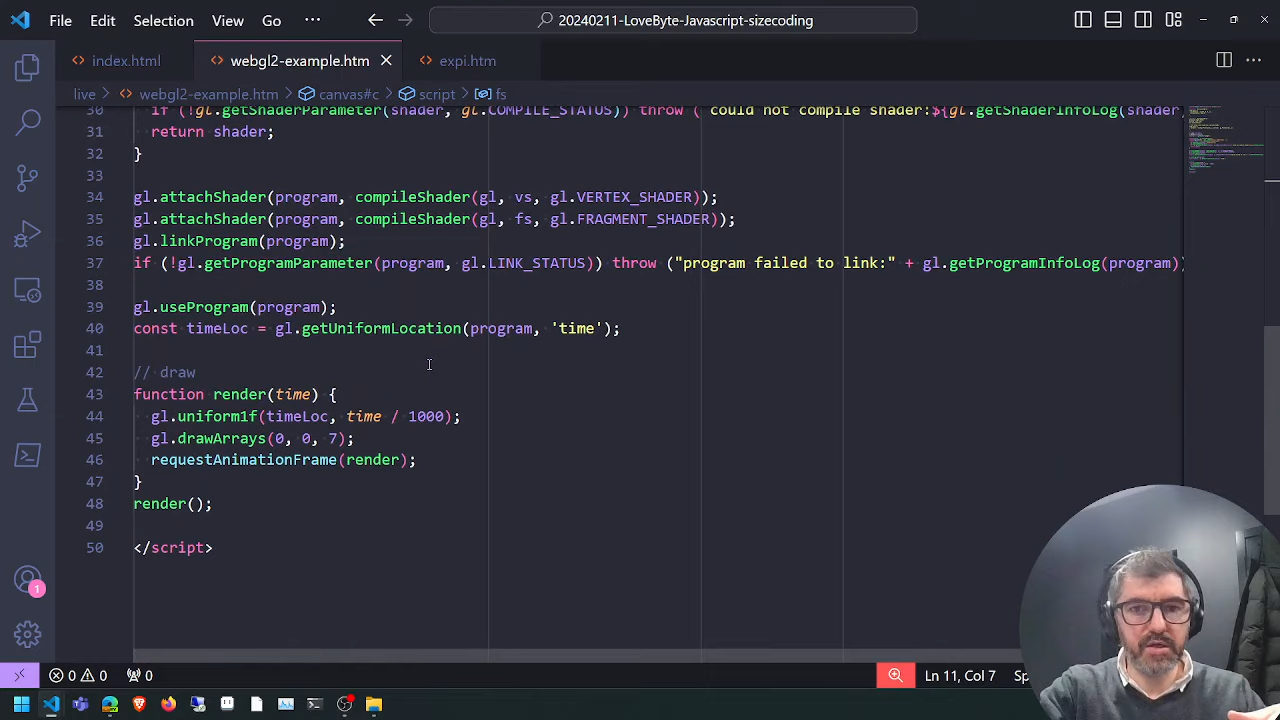 File Edit Selection View Go ··· 20240211-LoveByte-Javascript-sizecoding
index.html webgl2-example.html expi.html
live > webgl2-example.html > canvas#c > script > fs
30 if (!gl.getShaderParameter(shader, gl.COMPILE_STATUS)) throw (`could not compile shader:${gl.getShaderInfoLog(shader
31 return shader;
32 }
33
34 gl.attachShader(program, compileShader(gl, vs, gl.VERTEX_SHADER));
35 gl.attachShader(program, compileShader(gl, fs, gl.FRAGMENT_SHADER));
36 gl.linkProgram(program);
37 if (!gl.getProgramParameter(program, gl.LINK_STATUS)) throw ("program failed to link:" + gl.getProgramInfoLog(program))
38
39 gl.useProgram(program);
40 const timeLoc = gl.getUniformLocation(program, 'time');
41
42 // draw
43 function render(time) {
44 gl.uniform1f(timeLoc, time / 1000);
45 gl.drawArrays(0, 0, 7);
46 requestAnimationFrame(render);
47 }
48 render();
49
50 </script>
1
0 0 0 Ln 11, Col 7